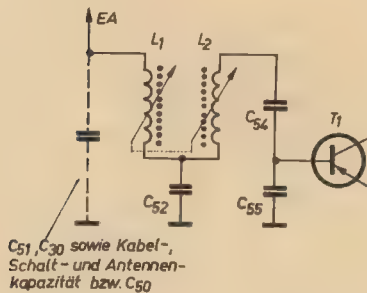 EA
L1
L2
C54
T1
C52
C55
C51, C30 sowie Kabel-,
Schalt- und Antennen-
kapazität bzw. C50